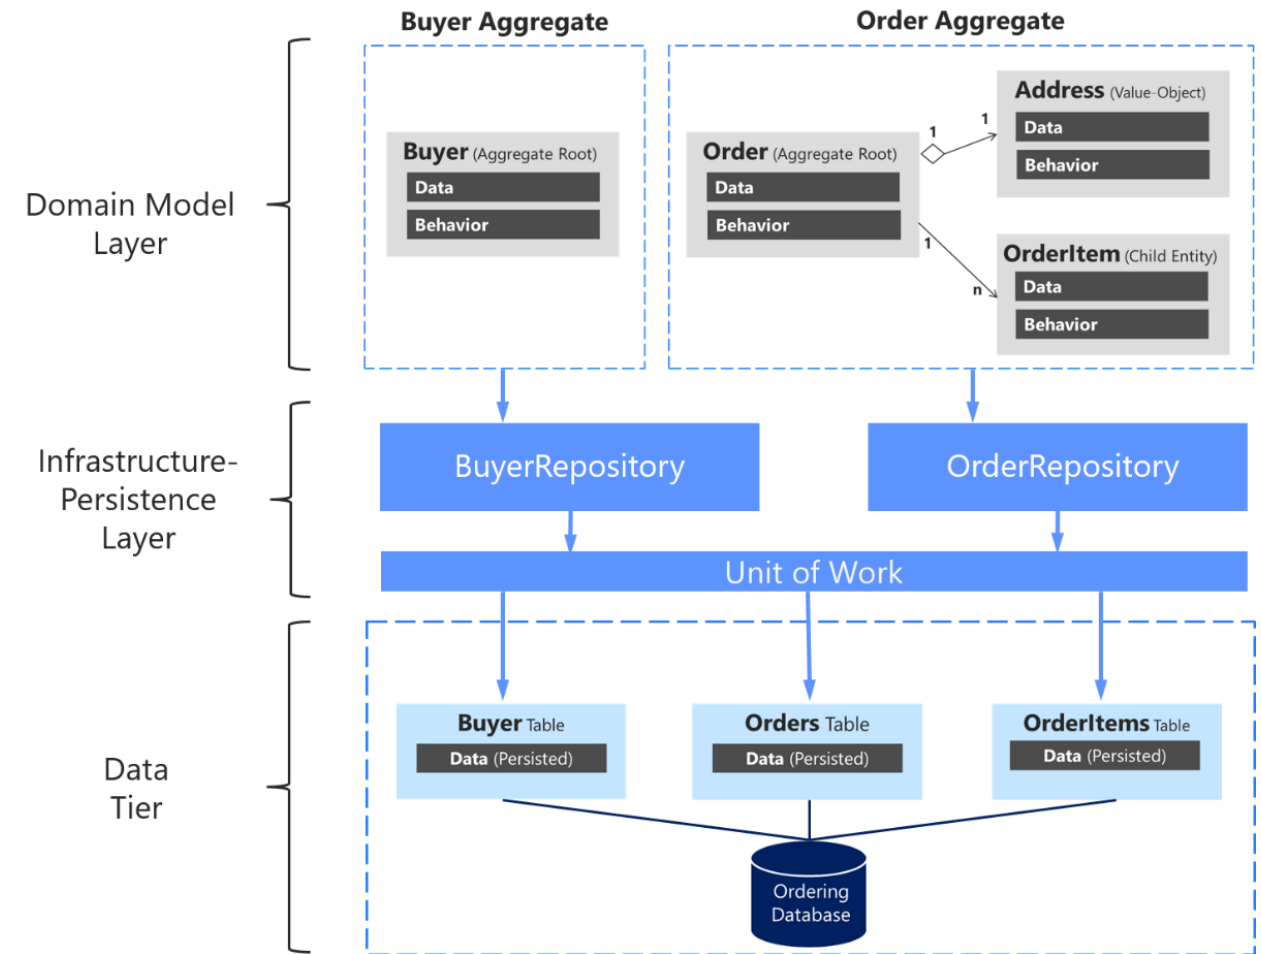 Buyer Aggregate
Order Aggregate
Domain Model
Layer
Buyer (Aggregate Root)
Data
Behavior
Order (Aggregate Root)
Data
Behavior
1
1
1
n
Address (Value-Object)
Data
Behavior
OrderItem (Child Entity)
Data
Behavior
Infrastructure-
Persistence
Layer
BuyerRepository
OrderRepository
Unit of Work
Data
Tier
Buyer Table
Data (Persisted)
Orders Table
Data (Persisted)
OrderItems Table
Data (Persisted)
Ordering
Database